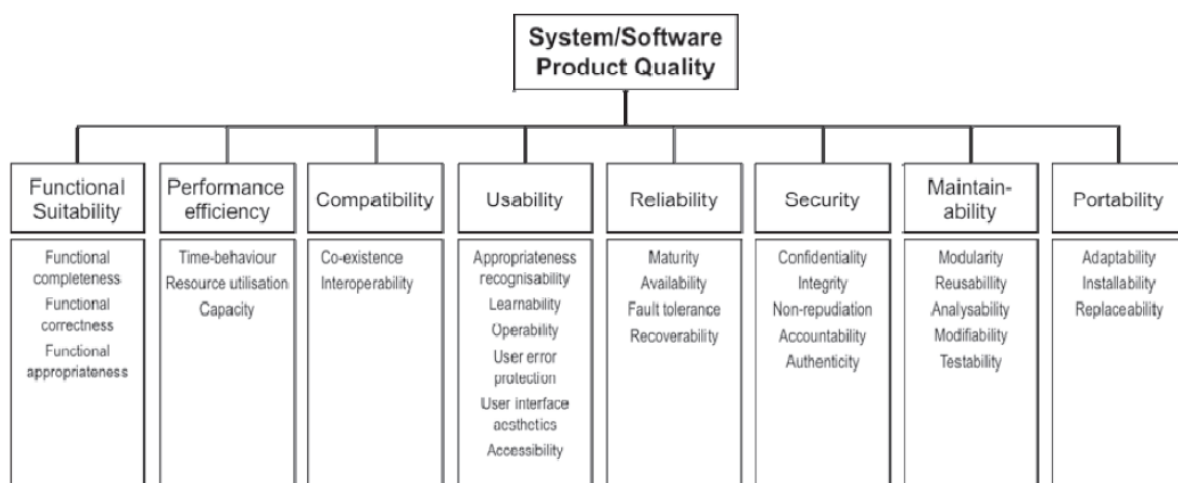 System/Software
Product Quality
Functional
Suitability
Performance
efficiency
Compatibility
Usability
Reliability
Security
Maintain-
ability
Portability
Functional
completeness
Functional
correctness
Functional
appropriateness
Time-behaviour
Resource utilisation
Capacity
Co-existence
Interoperability
Appropriateness
recognisability
Learnability
Operability
User error
protection
User interface
aesthetics
Accessibility
Maturity
Availability
Fault tolerance
Recoverability
Confidentiality
Integrity
Non-repudiation
Accountability
Authenticity
Modularity
Reusabillity
Analysability
Modifiability
Testability
Adaptability
Installability
Replaceability